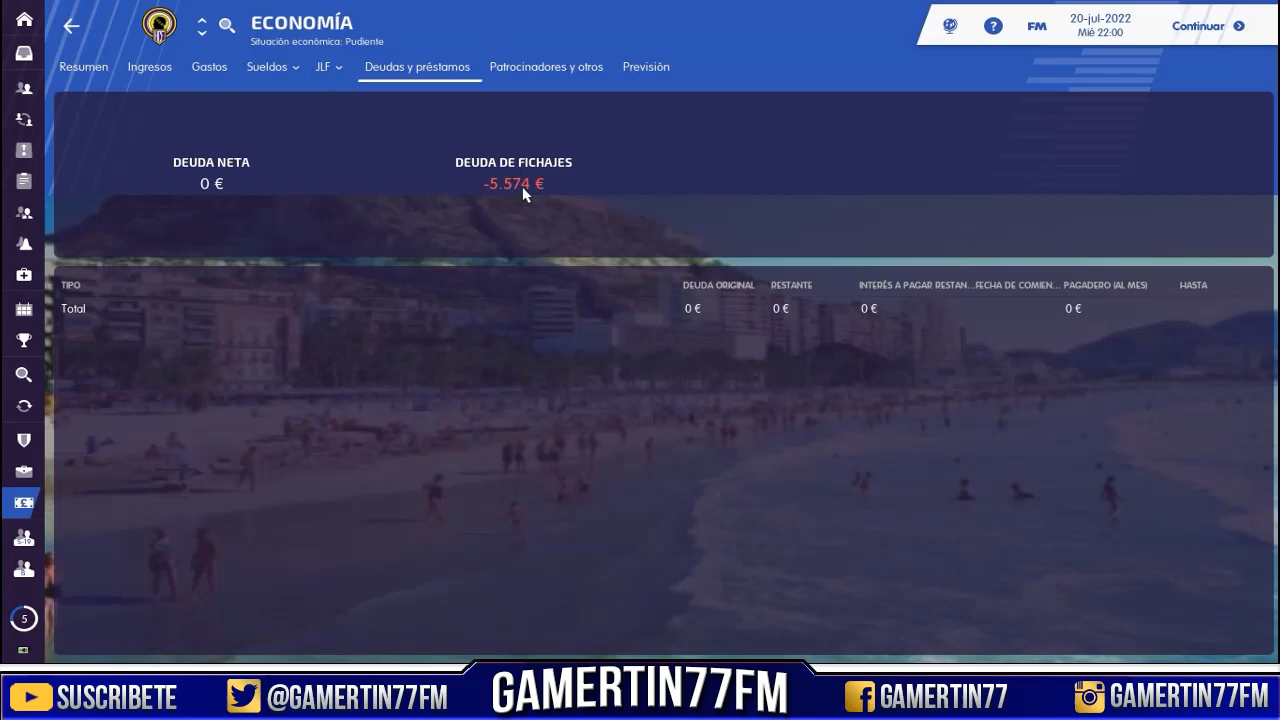 ECONOMÍA
Situación económica: Pudiente
FM
20-jul-2022
Mié 22:00
Continuar
Resumen Ingresos Gastos Sueldos JLF Deudas y préstamos Patrocinadores y otros Previsión
DEUDA NETA
0 €
DEUDA DE FICHAJES
-5.574 €
TIPO DEUDA ORIGINAL RESTANTE INTERÉS A PAGAR RESTAN... FECHA DE COMIEN... PAGADERO (AL MES) HASTA
Total 0 € 0 € 0 € 0 €
S-19
B
5
SUSCRIBETE @GAMERTIN77FM GAMERTIN77FM GAMERTIN77 GAMERTIN77FM